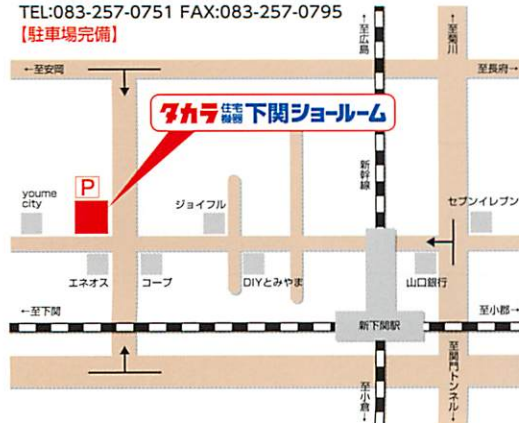 TEL:083-257-0751 FAX:083-257-0795
【駐車場完備】
←至広島
至菊川→
←至安岡
至長府→
タカラ住宅機器 下関ショールーム
新幹線
youme
city
P
ジョイフル
セブンイレブン
エネオス
コープ
DIYとみやま
山口銀行
←至下関
新下関駅
至小郡→
至小倉→
至関門トンネル→